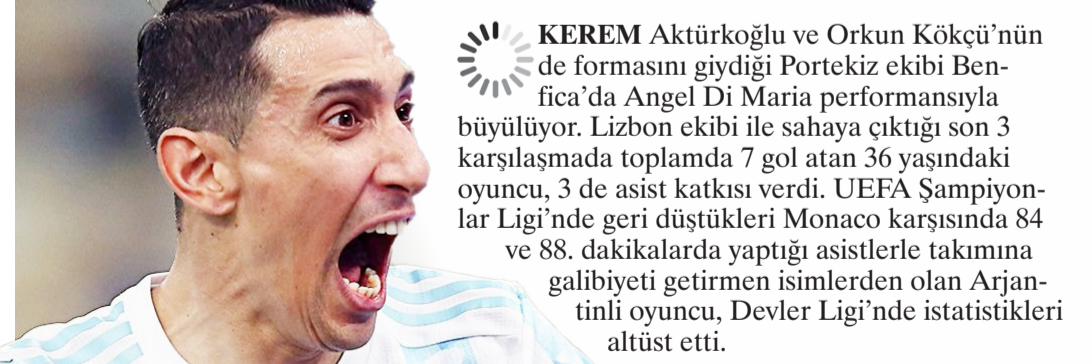 KEREM Aktürkoğlu ve Orkun Kökçü’nün
de formasını giydiği Portekiz ekibi Ben-
fica’da Angel Di Maria performansıyla
büyülüyor. Lizbon ekibi ile sahaya çıktığı son 3
karşılaşmada toplamda 7 gol atan 36 yaşındaki
oyuncu, 3 de asist katkısı verdi. UEFA Şampiyon-
lar Ligi’nde geri düştükleri Monaco karşısında 84
ve 88. dakikalarda yaptığı asistlerle takımına
galibiyeti getirmen isimlerden olan Arjan-
tinli oyuncu, Devler Ligi’nde istatistikleri
altüst etti.